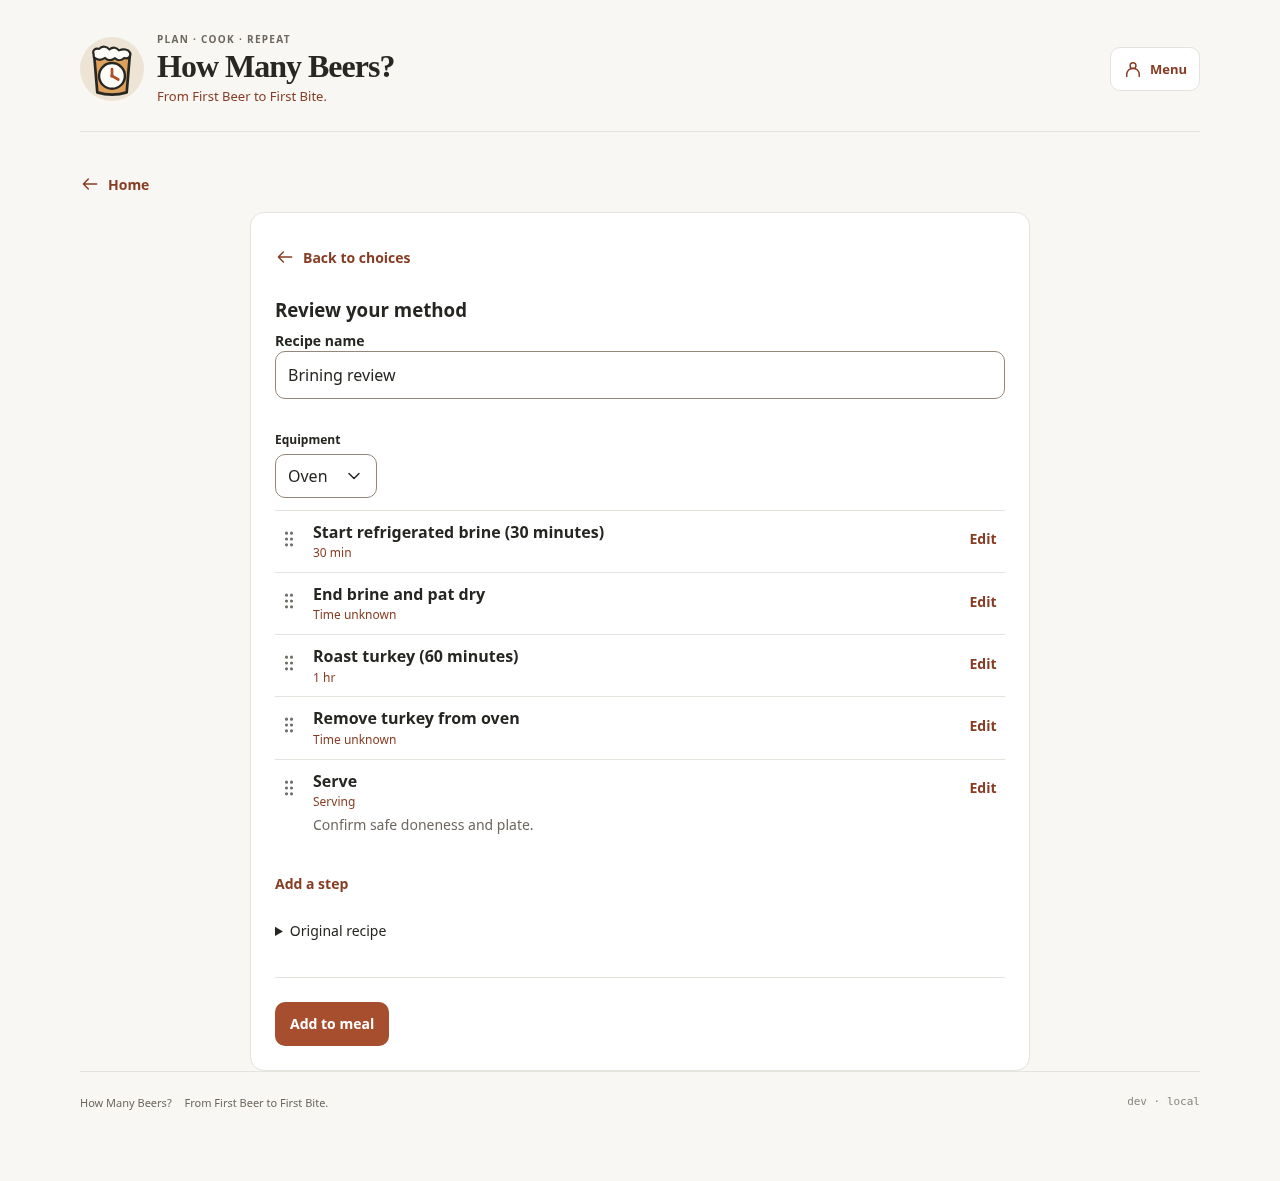 PLAN · COOK · REPEAT
How Many Beers?
From First Beer to First Bite.
Menu
Home
Back to choices
Review your method
Recipe name
Brining review
Equipment
Oven
Start refrigerated brine (30 minutes)
30 min
Edit
End brine and pat dry
Time unknown
Edit
Roast turkey (60 minutes)
1 hr
Edit
Remove turkey from oven
Time unknown
Edit
Serve
Serving
Confirm safe doneness and plate.
Edit
Add a step
Original recipe
Add to meal
How Many Beers? From First Beer to First Bite.
dev · local